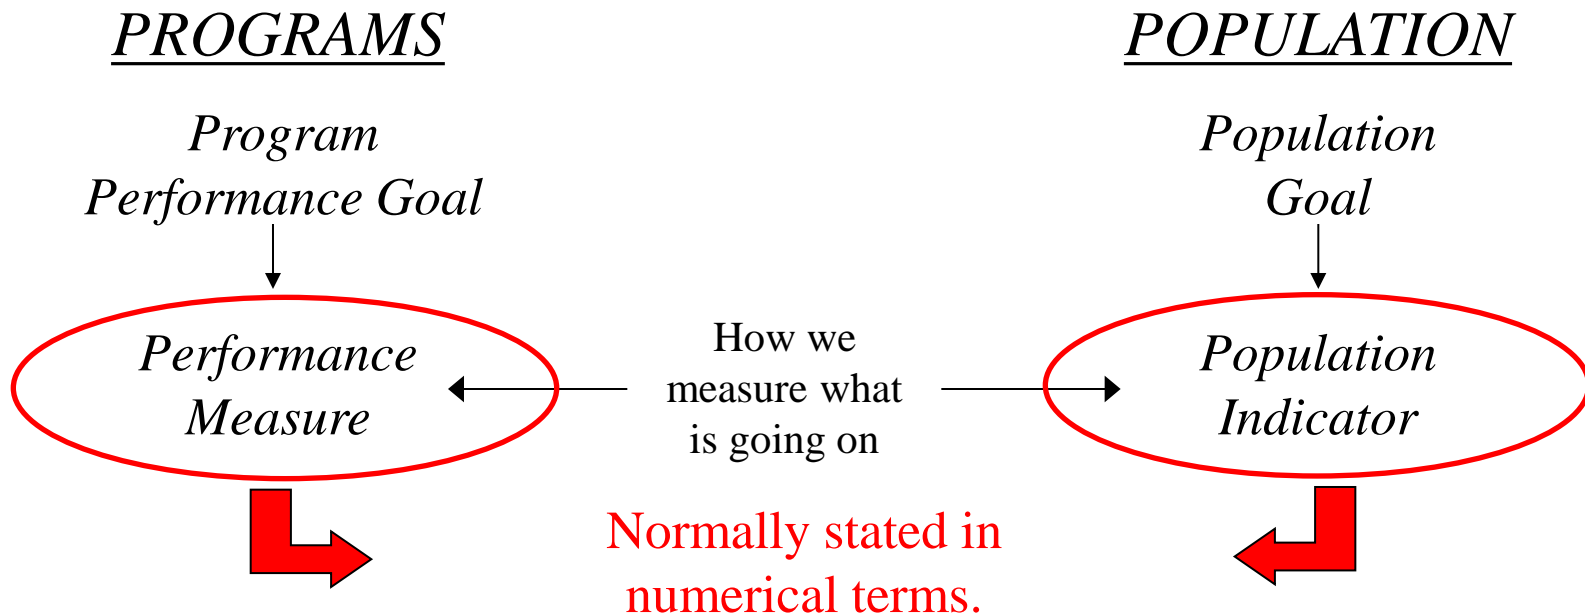 PROGRAMS
Program
Performance Goal
Performance
Measure
How we
measure what
is going on
Normally stated in
numerical terms.
POPULATION
Population
Goal
Population
Indicator